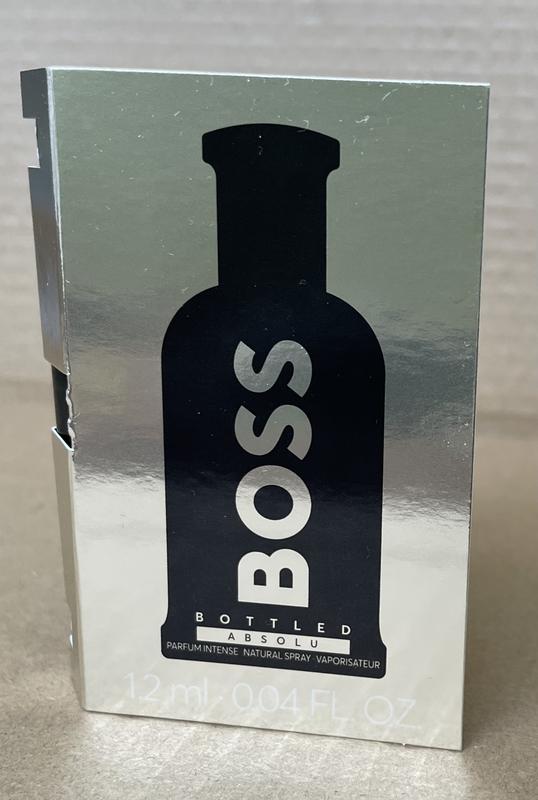 BOSS
BOTTLED
ABSOLU
PARFUM INTENSE NATURAL SPRAY VAPORISATEUR
1.2 ml · 0.04 FL. OZ.